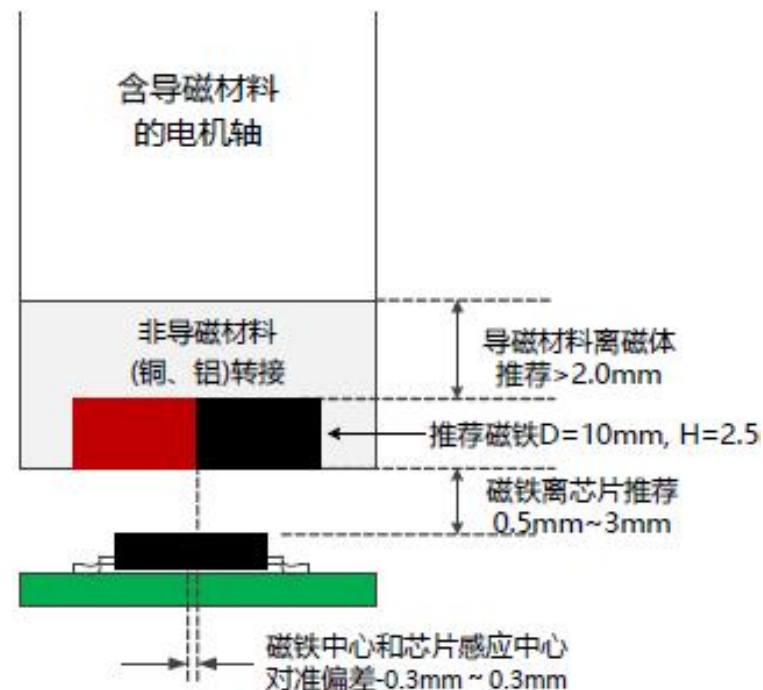 含导磁材料
的电机轴
非导磁材料
(铜、铝)转接
导磁材料离磁体
推荐>2.0mm
推荐磁铁D=10mm, H=2.5
磁铁离芯片推荐
0.5mm~3mm
磁铁中心和芯片感应中心
对准偏差-0.3mm ~ 0.3mm